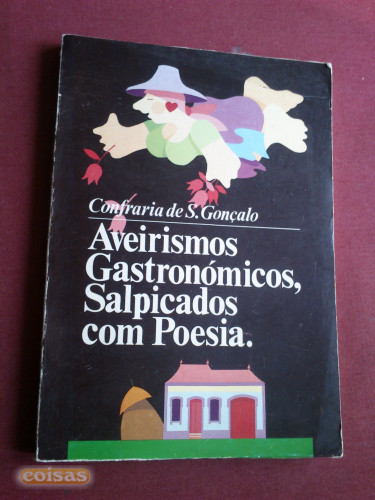 Confraria de S. Gonçalo
Aveirismos
Gastronómicos,
Salpicados
com Poesia.
coisas